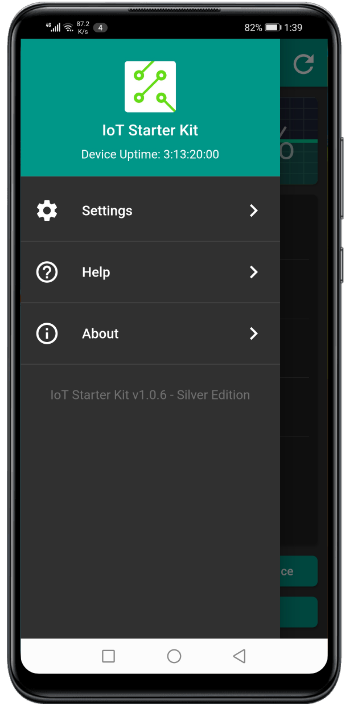 4G 87.2 K/s 4 82% 1:39
IoT Starter Kit
Device Uptime: 3:13:20:00
%
Settings
Help
About
IoT Starter Kit v1.0.6 - Silver Edition
ce